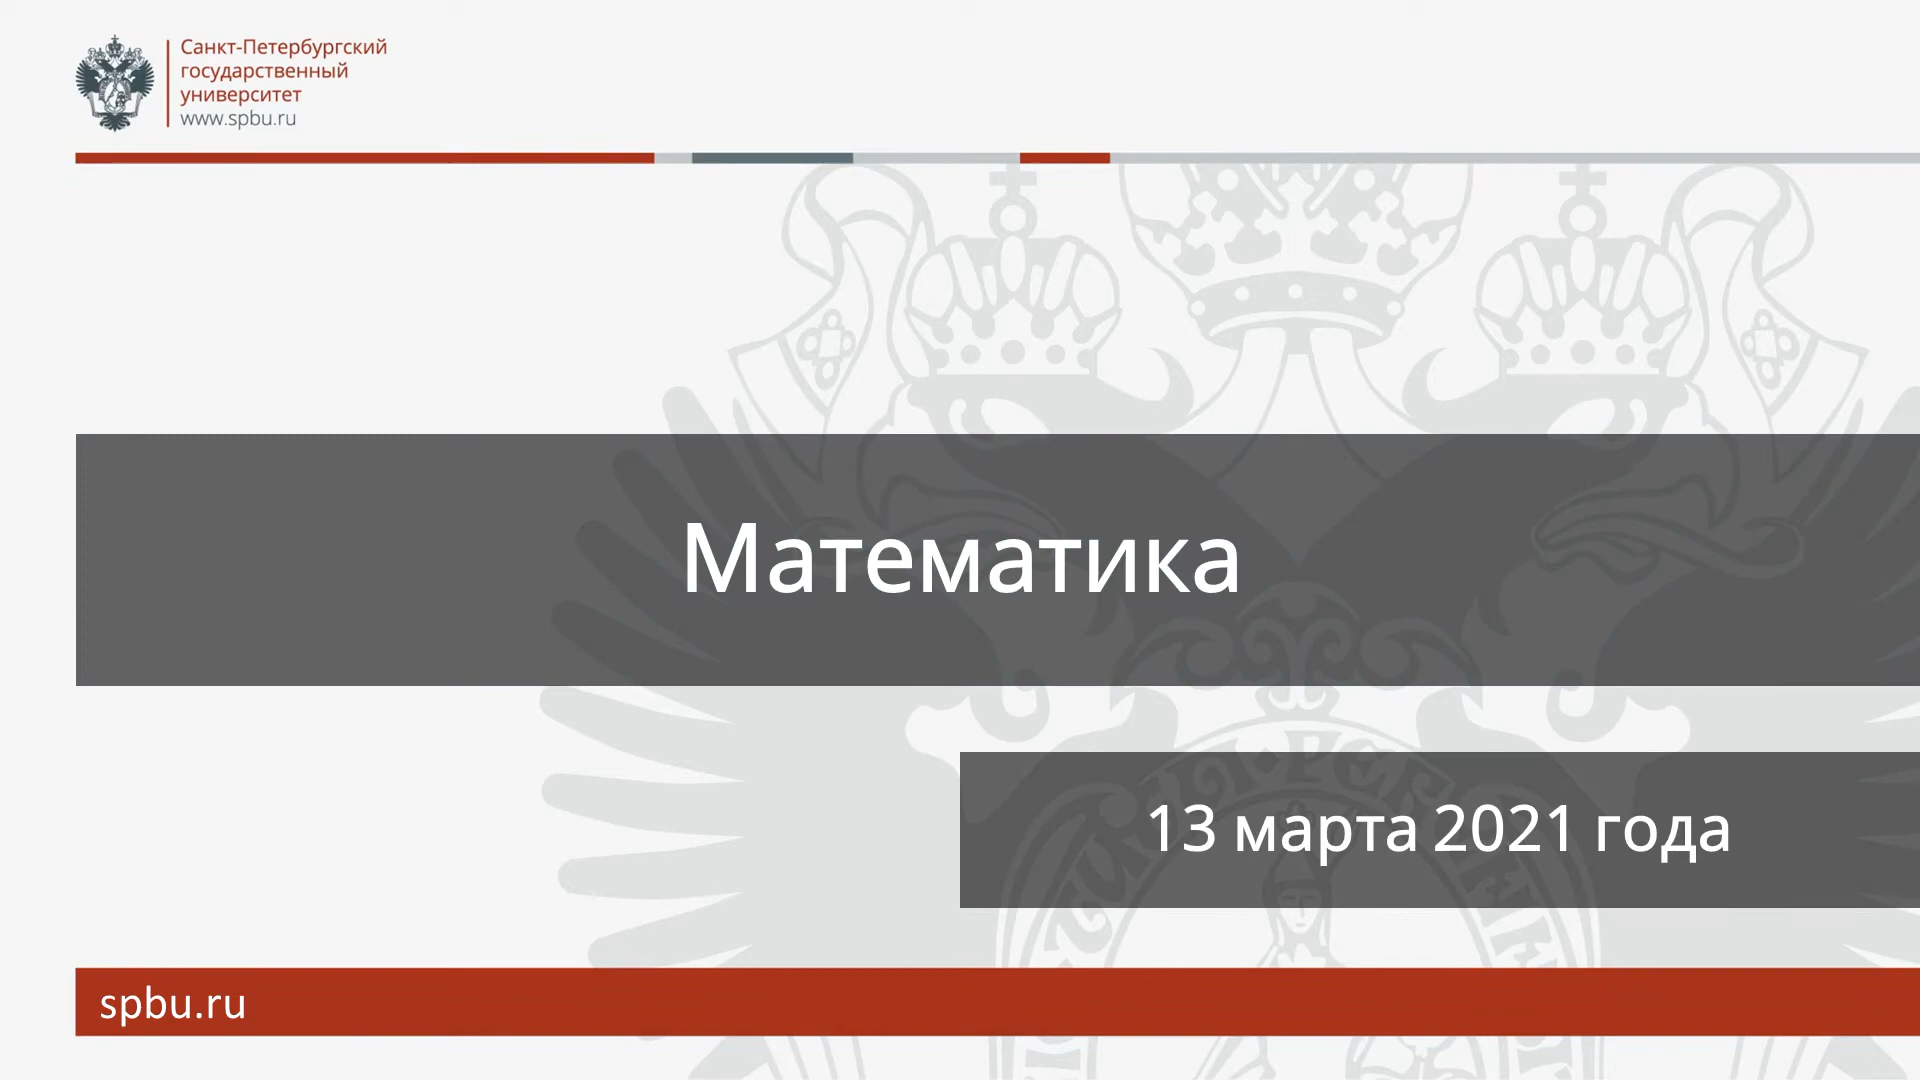 Санкт-Петербургский
государственный
университет
www.spbu.ru
Математика
13 марта 2021 года
spbu.ru